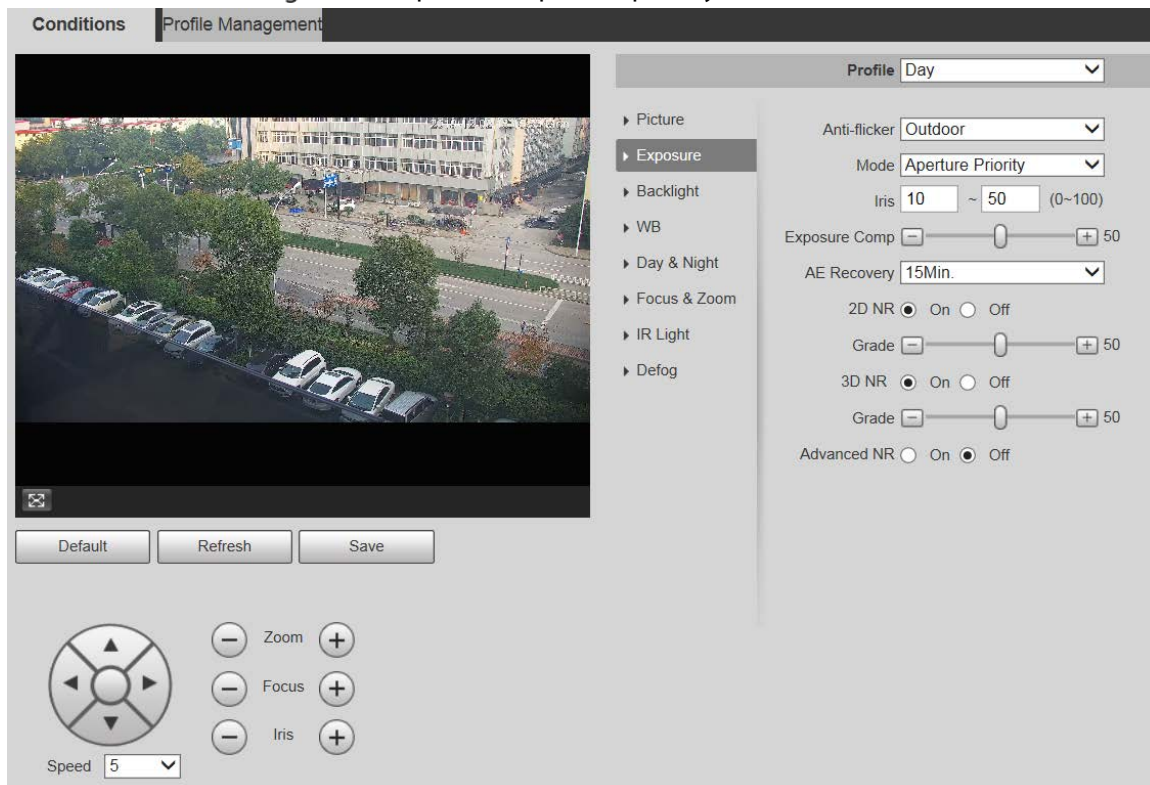 Conditions
Profile Management
Profile Day
Picture
Exposure
Backlight
WB
Day & Night
Focus & Zoom
IR Light
Defog
Anti-flicker Outdoor
Mode Aperture Priority
Iris 10 ~ 50 (0~100)
Exposure Comp 50
AE Recovery 15Min.
2D NR On Off
Grade 50
3D NR On Off
Grade 50
Advanced NR On Off
Default Refresh Save
Zoom
Focus
Iris
Speed 5